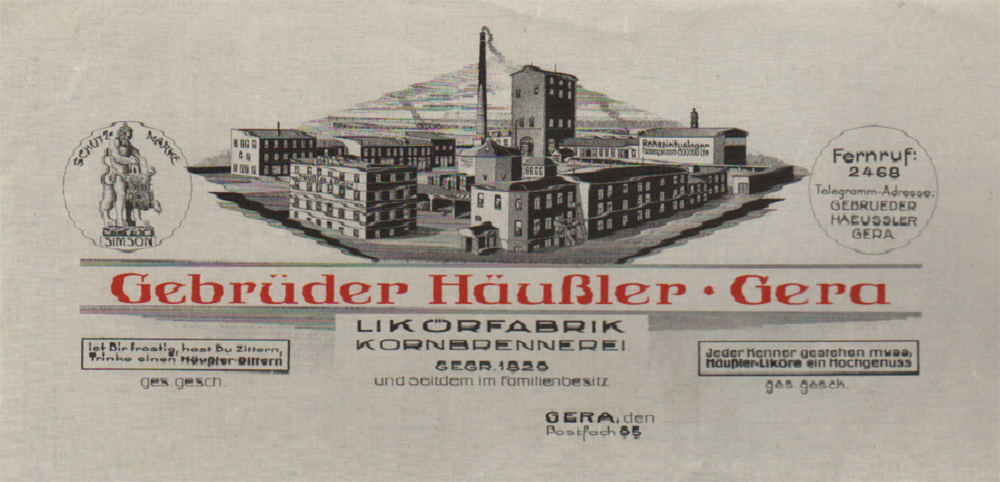 SCHUTZ-MARKE
SIMSON
Fernruf:
2468
Telegramm-Adresse:
GEBRUEDER
HAEUSSLER
GERA
Gebrüder Häußler · Gera
LIKÖRFABRIK
KORNBRENNEREI
GEGR. 1828
und seitdem im Familienbesitz
Ist Dir frostig, hast Du Zittern,
Trinke einen Häußler-Bittern
ges. gesch.
Jeder Kenner gestehen muss,
Häußler-Liköre ein Hochgenuss
ges. gesch.
GERA, den
Postfach